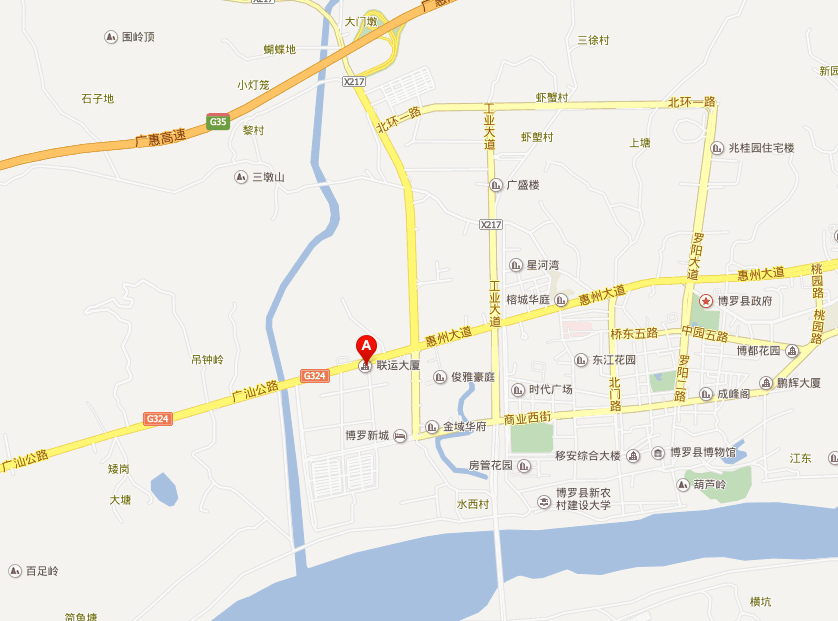 X217
广惠
大门墩
围岭顶
蝴蝶地
三徐村
新园
小灯笼
X217
石子地
虾蟹村
北环一路
北环一路
工业大道
G35
广惠高速
黎村
虾塱村
上塘
兆桂园住宅楼
三墩山
广盛楼
X217
罗阳大道
星河湾
惠州大道
桃园路
工业大道
榕城华庭
惠州大道
博罗县政府
桃园路
惠州大道
桥东五路
中园五路
A
博都花园
吊钟岭
联运大厦
东江花园
罗阳二路
G324
俊雅豪庭
鹏辉大厦
广汕公路
时代广场
北门路
成峰阁
G324
商业西街
金域华府
博罗新城
广汕公路
移安综合大楼
博罗县博物馆
江东
矮岗
房管花园
葫芦岭
大塘
水西村
博罗县新农
村建设大学
百足岭
横坑
简鱼塘